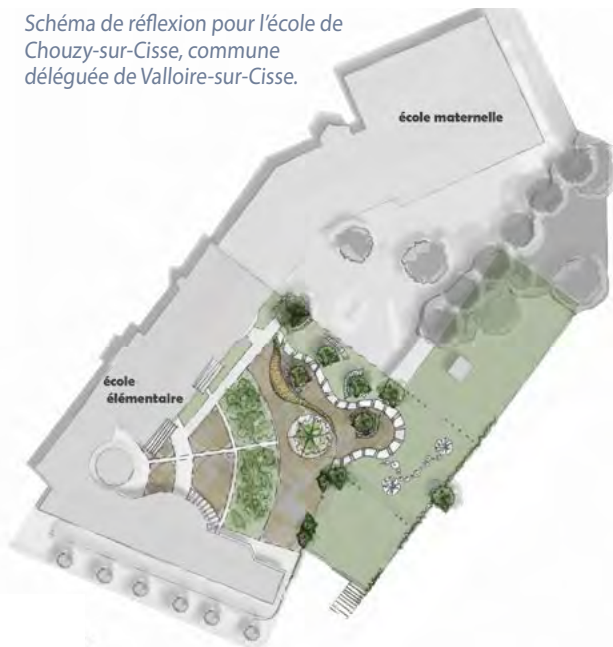 Schéma de réflexion pour l’école de
Chouzy-sur-Cisse, commune
déléguée de Valloire-sur-Cisse.
école maternelle
école
élémentaire